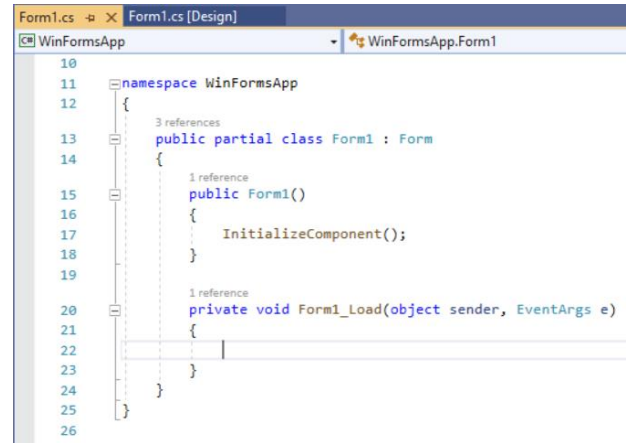 Form1.cs Form1.cs [Design]
C# WinFormsApp WinFormsApp.Form1
10
11 namespace WinFormsApp
12 {
3 references
13 public partial class Form1 : Form
14 {
1 reference
15 public Form1()
16 {
17 InitializeComponent();
18 }
19
1 reference
20 private void Form1_Load(object sender, EventArgs e)
21 {
22
23 }
24 }
25 }
26